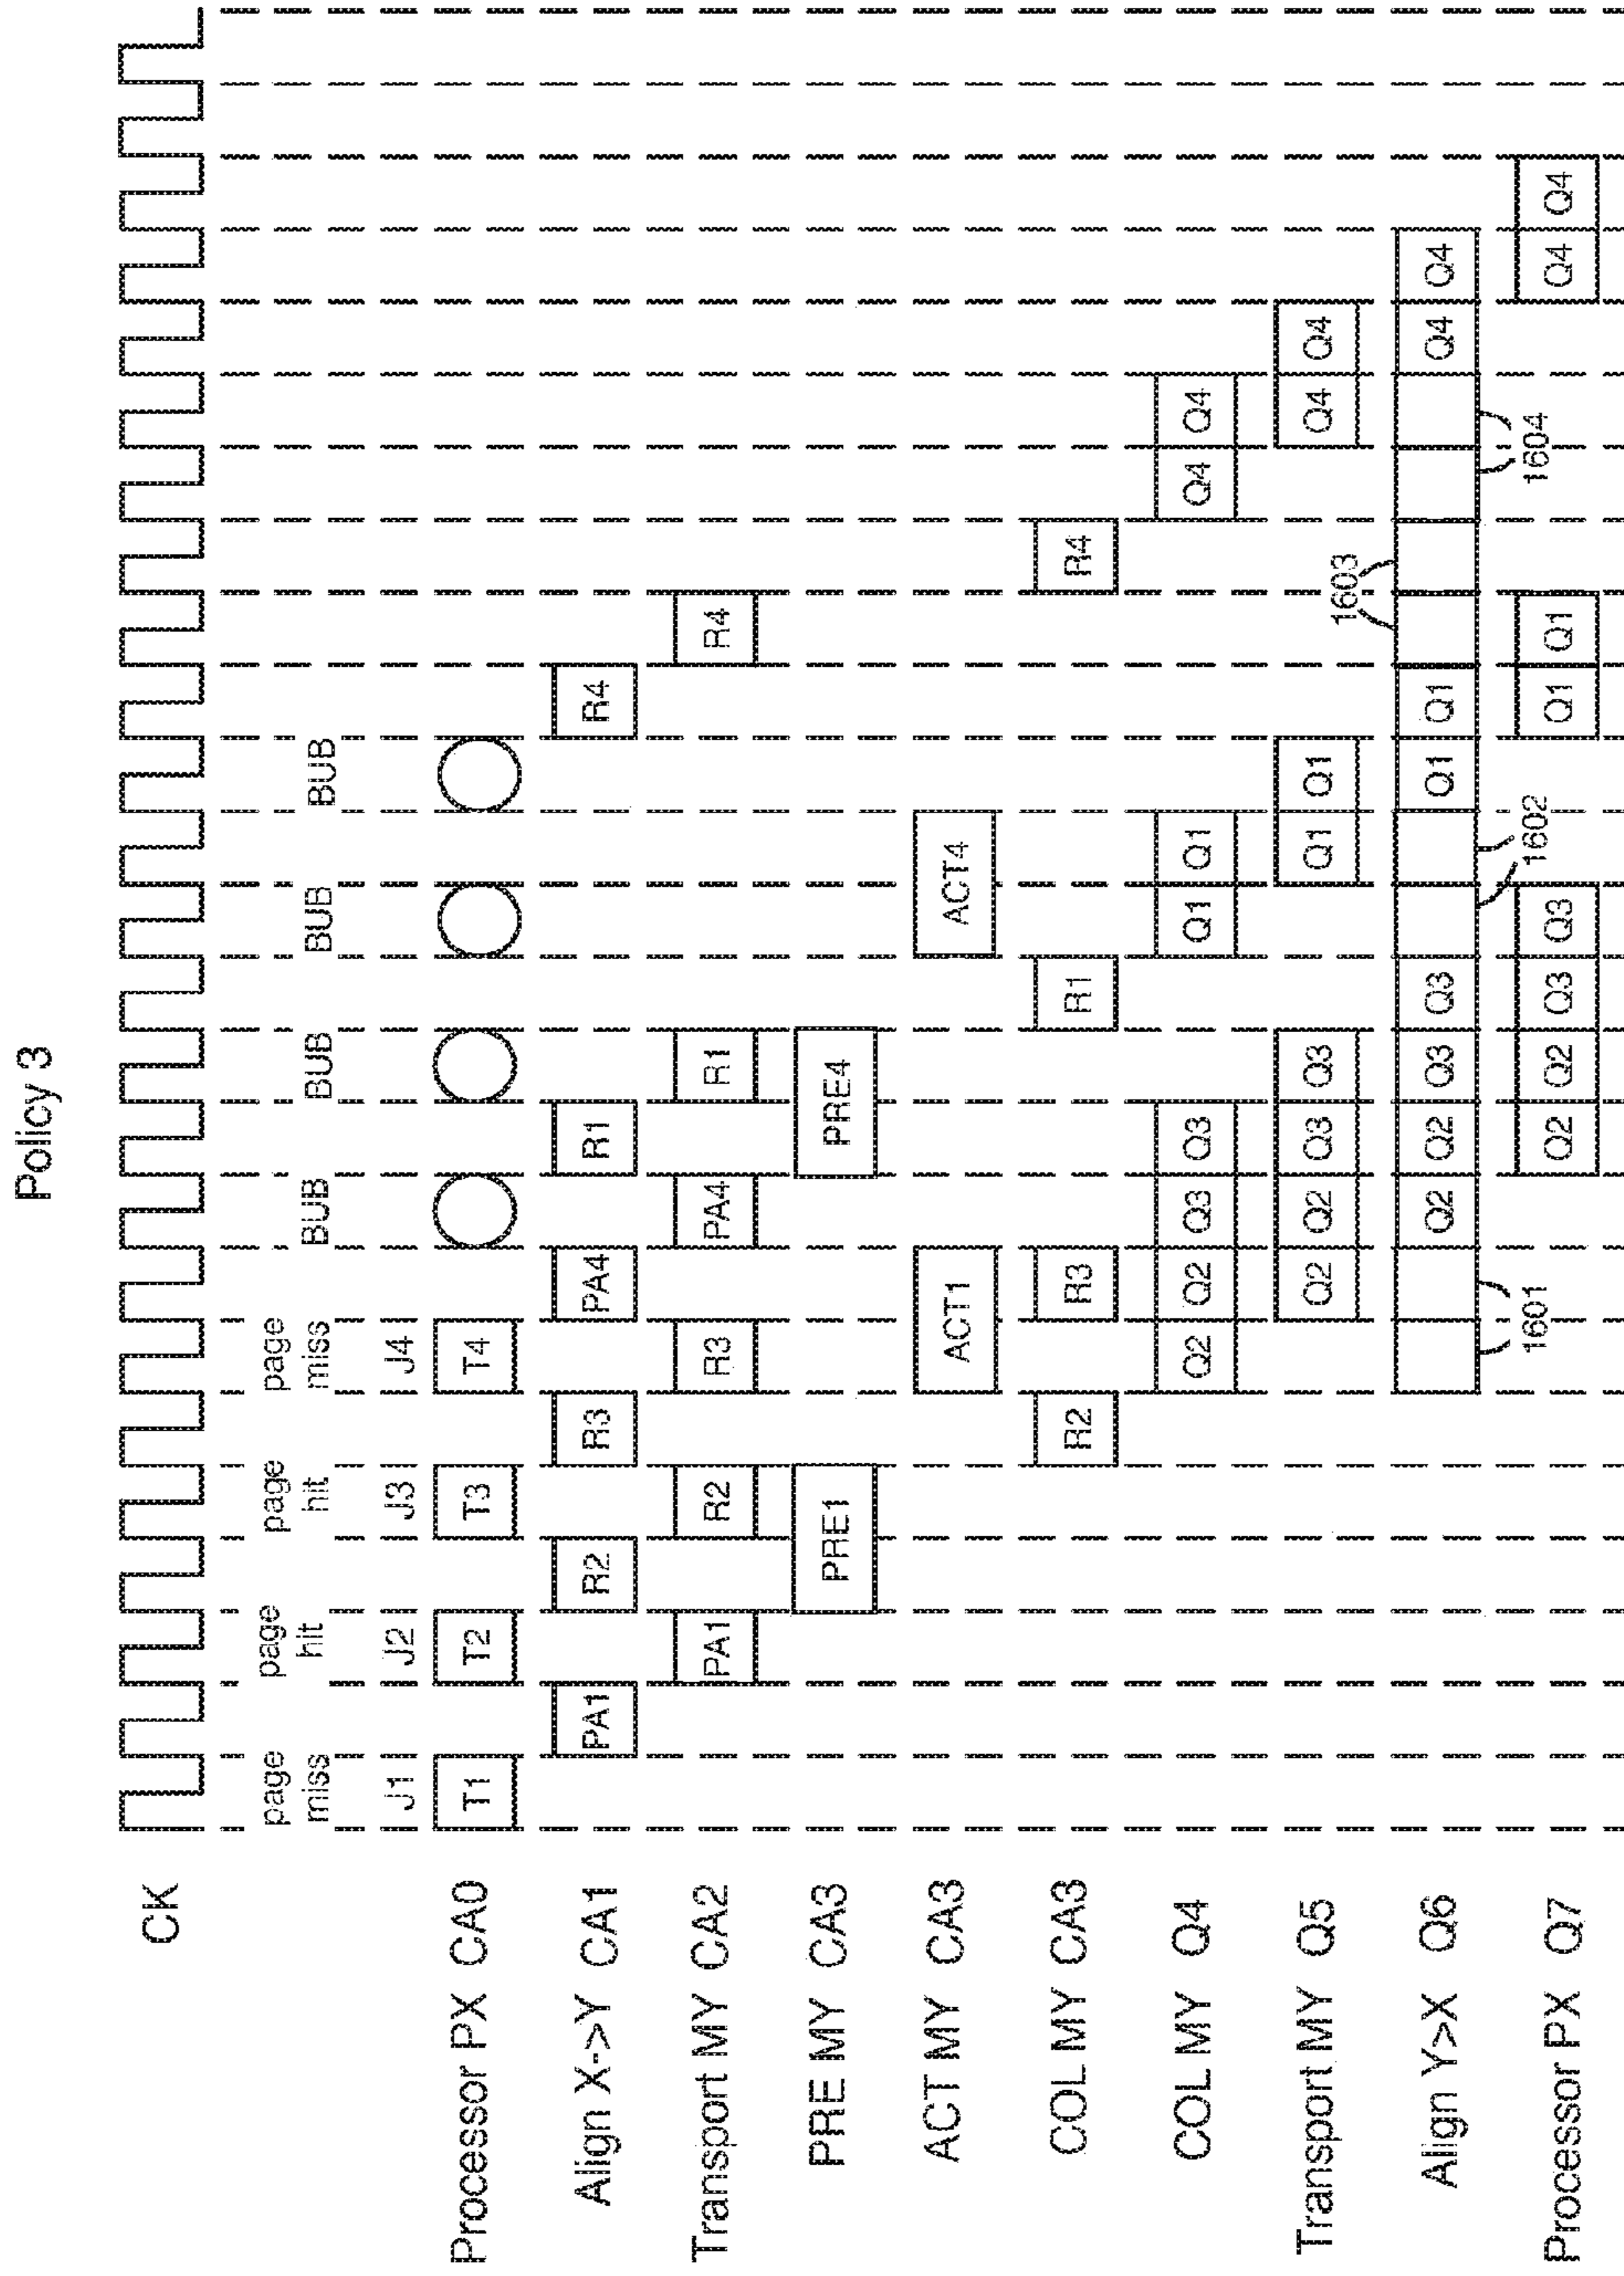 Policy 3
CK
page miss page hit page hit page miss BUB BUB BUB BUB
J1 J2 J3 J4
Processor PX CA0 T1 T2 T3 T4
Align X->Y CA1 PA1 R2 R3 PA4 R1 R4
Transport MY CA2 PA1 R2 R3 PA4 R1 R4
PRE MY CA3 PRE1 PRE4
ACT MY CA3 ACT1 ACT4
COL MY CA3 R2 R3 R1 R4
COL MY Q4 Q2 Q2 Q3 Q3 Q1 Q1 Q4 Q4
Transport MY Q5 Q2 Q2 Q3 Q3 Q1 Q1 Q4 Q4
1603
Align Y>X Q6 Q2 Q2 Q3 Q3 Q1 Q1 Q4 Q4
1601 1602 1604
Processor PX Q7 Q2 Q2 Q3 Q3 Q1 Q1 Q4 Q4